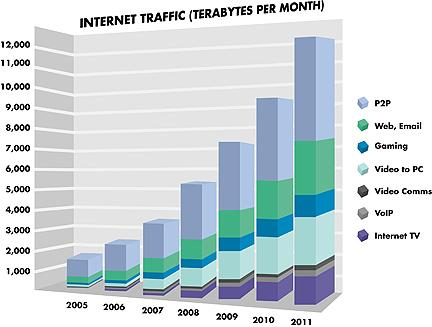 INTERNET TRAFFIC (TERABYTES PER MONTH)
12,000
11,000
10,000
9,000
8,000
7,000
6,000
5,000
4,000
3,000
2,000
1,000
2005 2006 2007 2008 2009 2010 2011
P2P
Web, Email
Gaming
Video to PC
Video Comms
VoIP
Internet TV